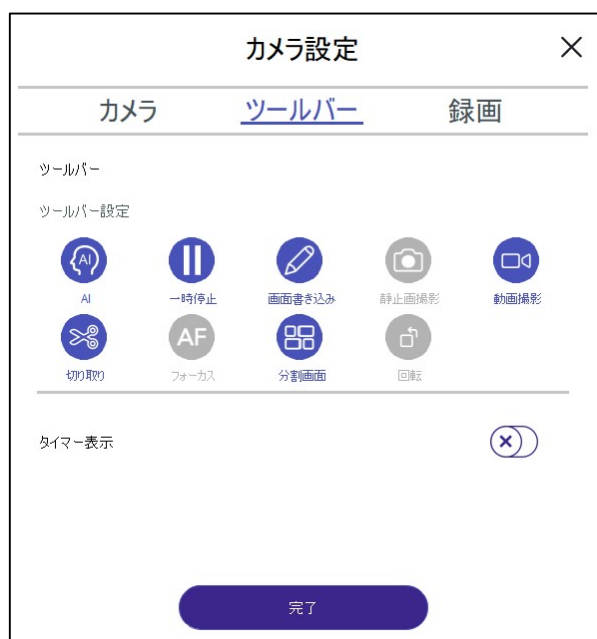 カメラ設定
カメラ ツールバー 録画
ツールバー
ツールバー設定
AI 一時停止 画面書き込み 静止画撮影 動画撮影
AF
切り取り フォーカス 分割画面 回転
タイマー表示
完了